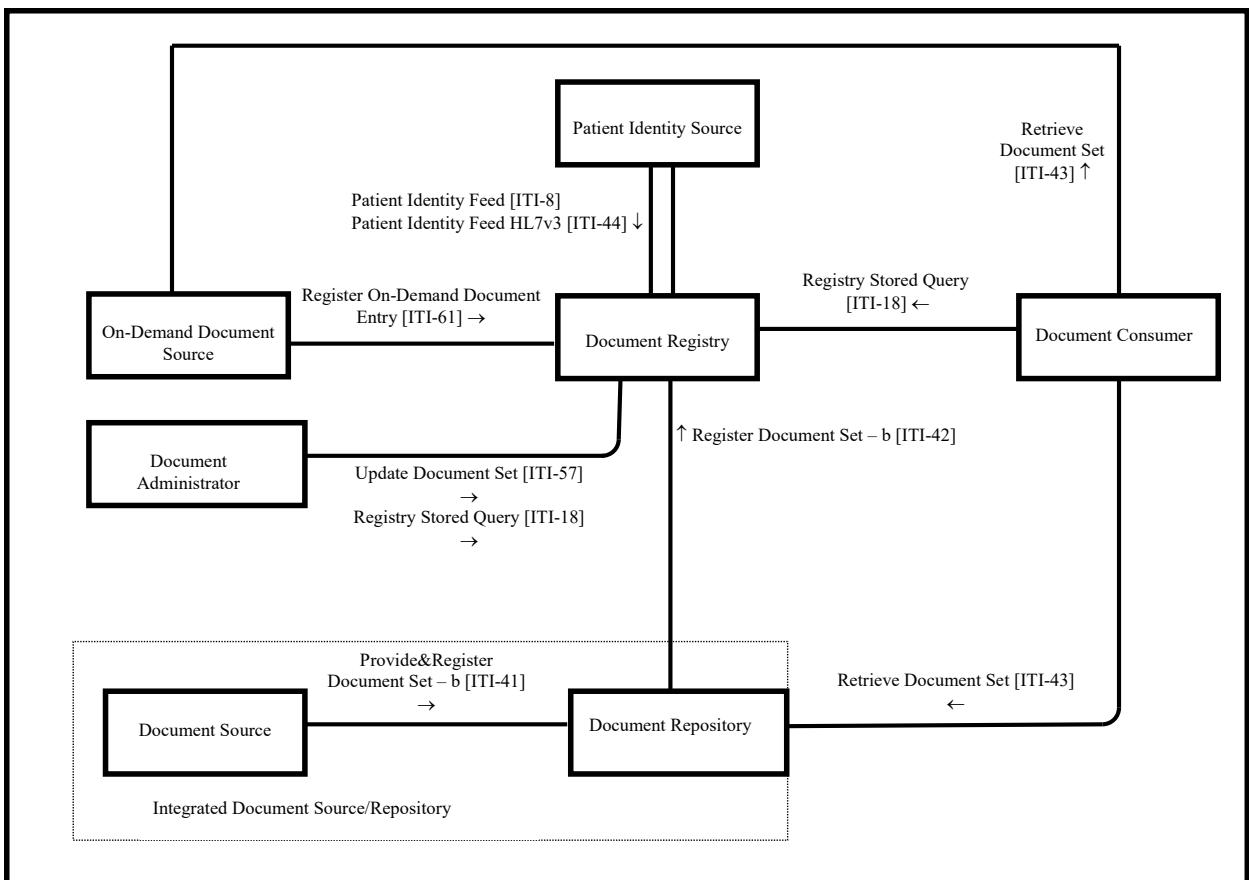 Patient Identity Source
Retrieve
Document Set
[ITI-43] ↑
Patient Identity Feed [ITI-8]
Patient Identity Feed HL7v3 [ITI-44] ↓
Register On-Demand Document
Entry [ITI-61] →
Registry Stored Query
[ITI-18] ←
On-Demand Document
Source
Document Registry
Document Consumer
↑ Register Document Set – b [ITI-42]
Document
Administrator
Update Document Set [ITI-57]
→
Registry Stored Query [ITI-18]
→
Provide&Register
Document Set – b [ITI-41]
→
Retrieve Document Set [ITI-43]
←
Document Source
Document Repository
Integrated Document Source/Repository